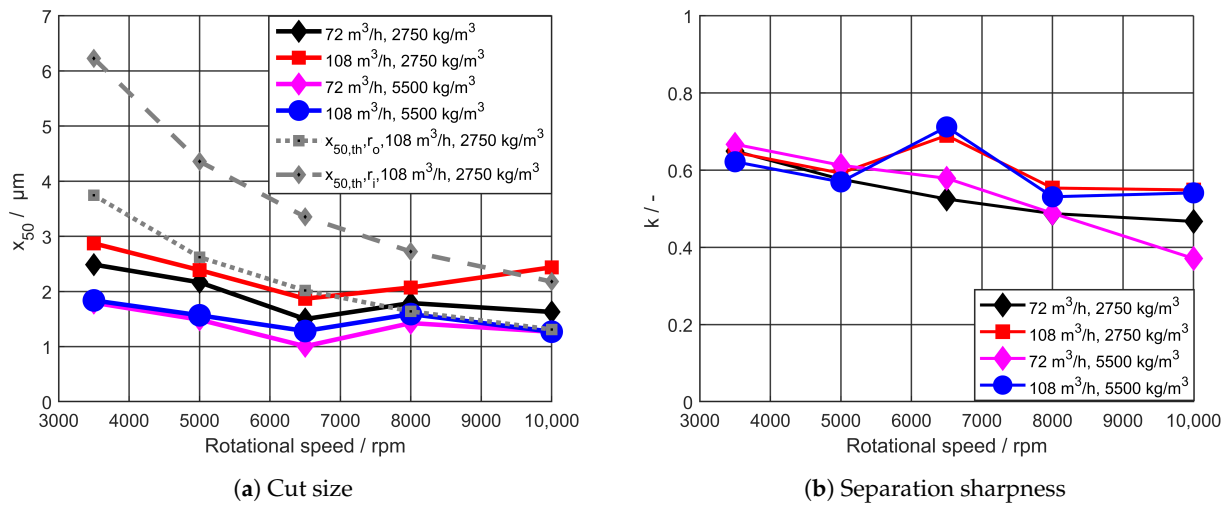 7
6
5
4
3
2
1
0
x50 / μm
3000 4000 5000 6000 7000 8000 9000 10,000
Rotational speed / rpm
72 m³/h, 2750 kg/m³
108 m³/h, 2750 kg/m³
72 m³/h, 5500 kg/m³
108 m³/h, 5500 kg/m³
x50,th,ro,108 m³/h, 2750 kg/m³
x50,th,ri,108 m³/h, 2750 kg/m³
(a) Cut size
1
0.8
0.6
0.4
0.2
0
k / -
3000 4000 5000 6000 7000 8000 9000 10,000
Rotational speed / rpm
72 m³/h, 2750 kg/m³
108 m³/h, 2750 kg/m³
72 m³/h, 5500 kg/m³
108 m³/h, 5500 kg/m³
(b) Separation sharpness